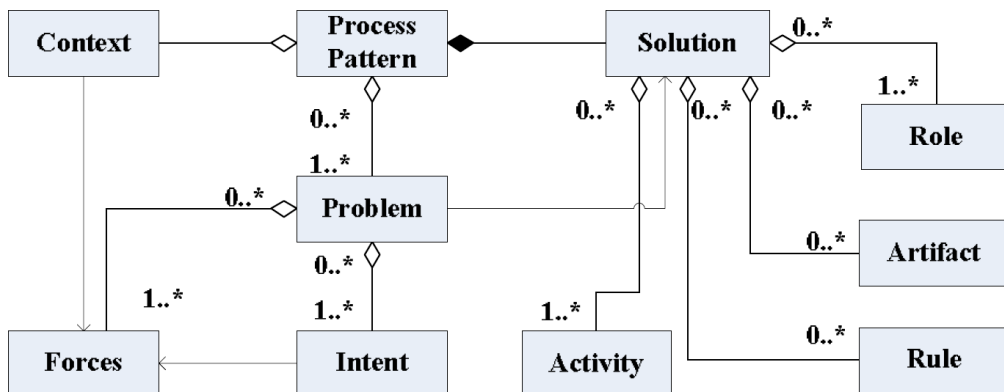 Context
Process
Pattern
Solution
0..*
1..*
Role
0..*
1..*
0..*
0..*
0..*
0..*
Problem
0..*
0..*
Artifact
1..*
1..*
1..*
0..*
Forces
Intent
Activity
Rule